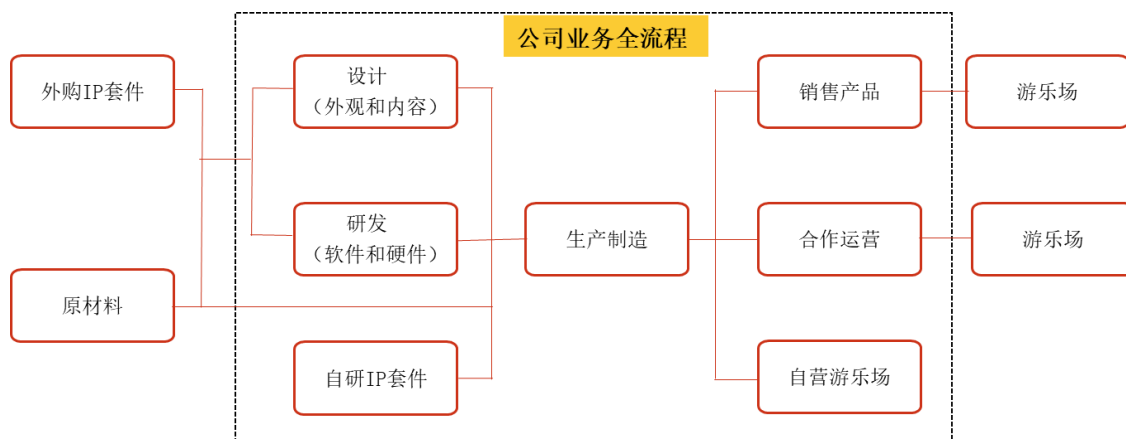 公司业务全流程
外购IP套件
设计
（外观和内容）
销售产品
游乐场
研发
（软件和硬件）
生产制造
合作运营
游乐场
原材料
自研IP套件
自营游乐场